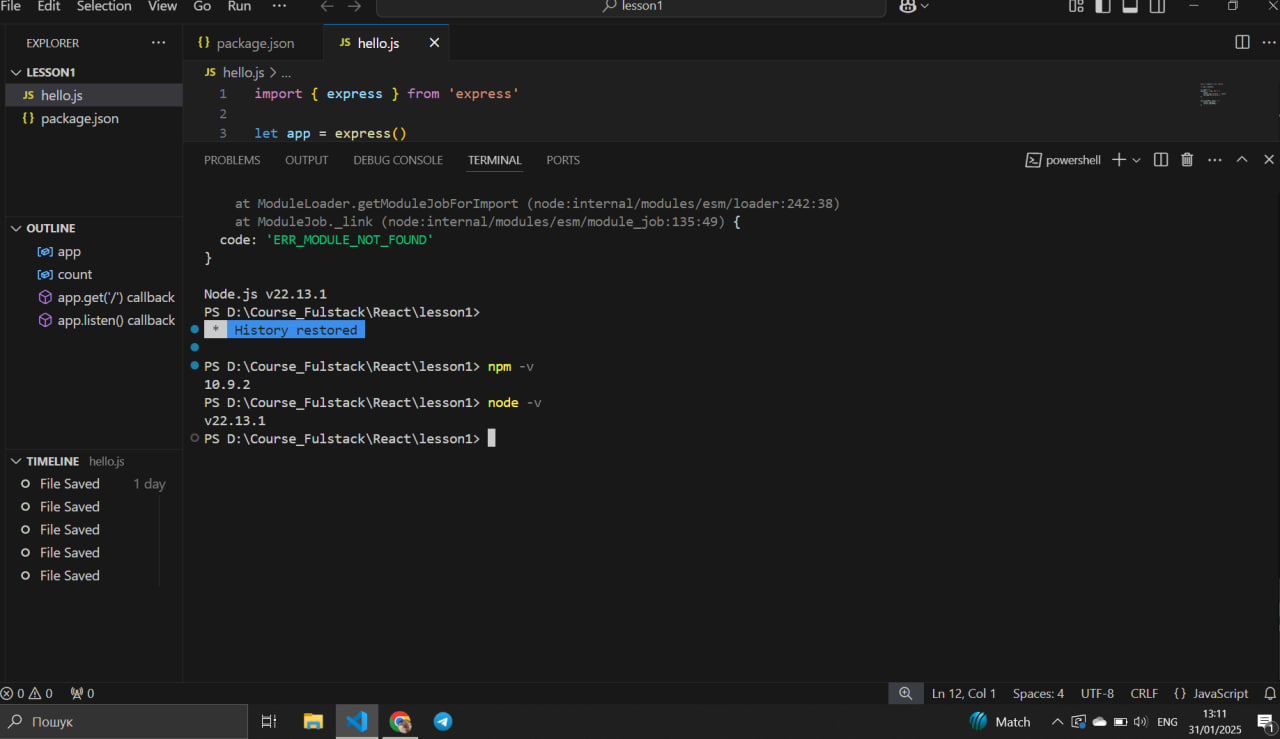 File Edit Selection View Go Run ··· lesson1
EXPLORER ···
LESSON1
JS hello.js
{} package.json
OUTLINE
app
count
app.get('/') callback
app.listen() callback
TIMELINE hello.js
File Saved 1 day
File Saved
File Saved
File Saved
File Saved
{} package.json
JS hello.js
JS hello.js > ...
1 import { express } from 'express'
2
3 let app = express()
PROBLEMS OUTPUT DEBUG CONSOLE TERMINAL PORTS
powershell
at ModuleLoader.getModuleJobForImport (node:internal/modules/esm/loader:242:38)
at ModuleJob._link (node:internal/modules/esm/module_job:135:49) {
code: 'ERR_MODULE_NOT_FOUND'
}
Node.js v22.13.1
PS D:\Course_Fulstack\React\lesson1>
* History restored
PS D:\Course_Fulstack\React\lesson1> npm -v
10.9.2
PS D:\Course_Fulstack\React\lesson1> node -v
v22.13.1
PS D:\Course_Fulstack\React\lesson1>
0 0 0
Ln 12, Col 1 Spaces: 4 UTF-8 CRLF {} JavaScript
Пошук
Match
ENG
13:11
31/01/2025
1